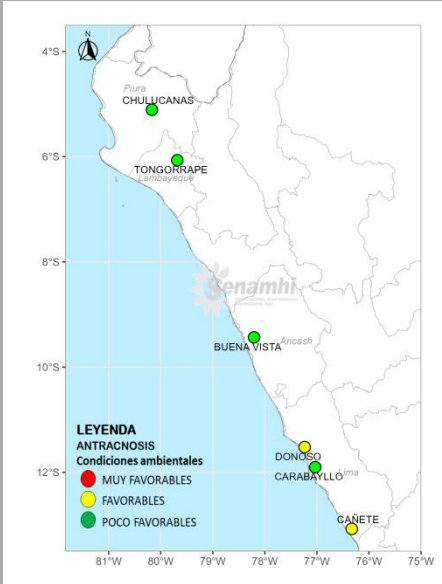 N
4°S
Piura
CHULUCANAS
6°S
TONGORRAPE
Lambayeque
8°S
Senamhi
BUENA VISTA
Ancash
10°S
LEYENDA
ANTRACNOSIS
Condiciones ambientales
MUY FAVORABLES
FAVORABLES
POCO FAVORABLES
DONOSO
CARABAYLLO
Lima
12°S
CAÑETE
81°W
80°W
79°W
78°W
77°W
76°W
75°W